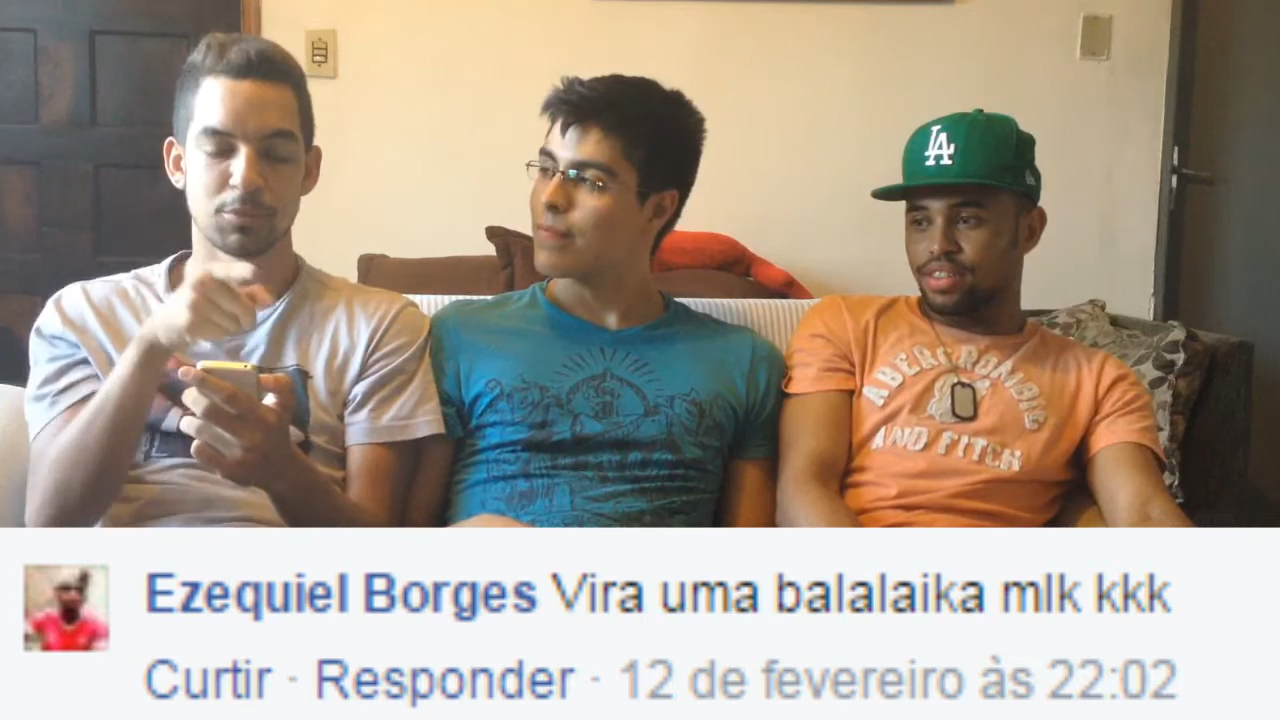 LA
ABERCROMBIE
AND FITCH
Ezequiel Borges Vira uma balalaika mlk kkk
Curtir · Responder · 12 de fevereiro às 22:02